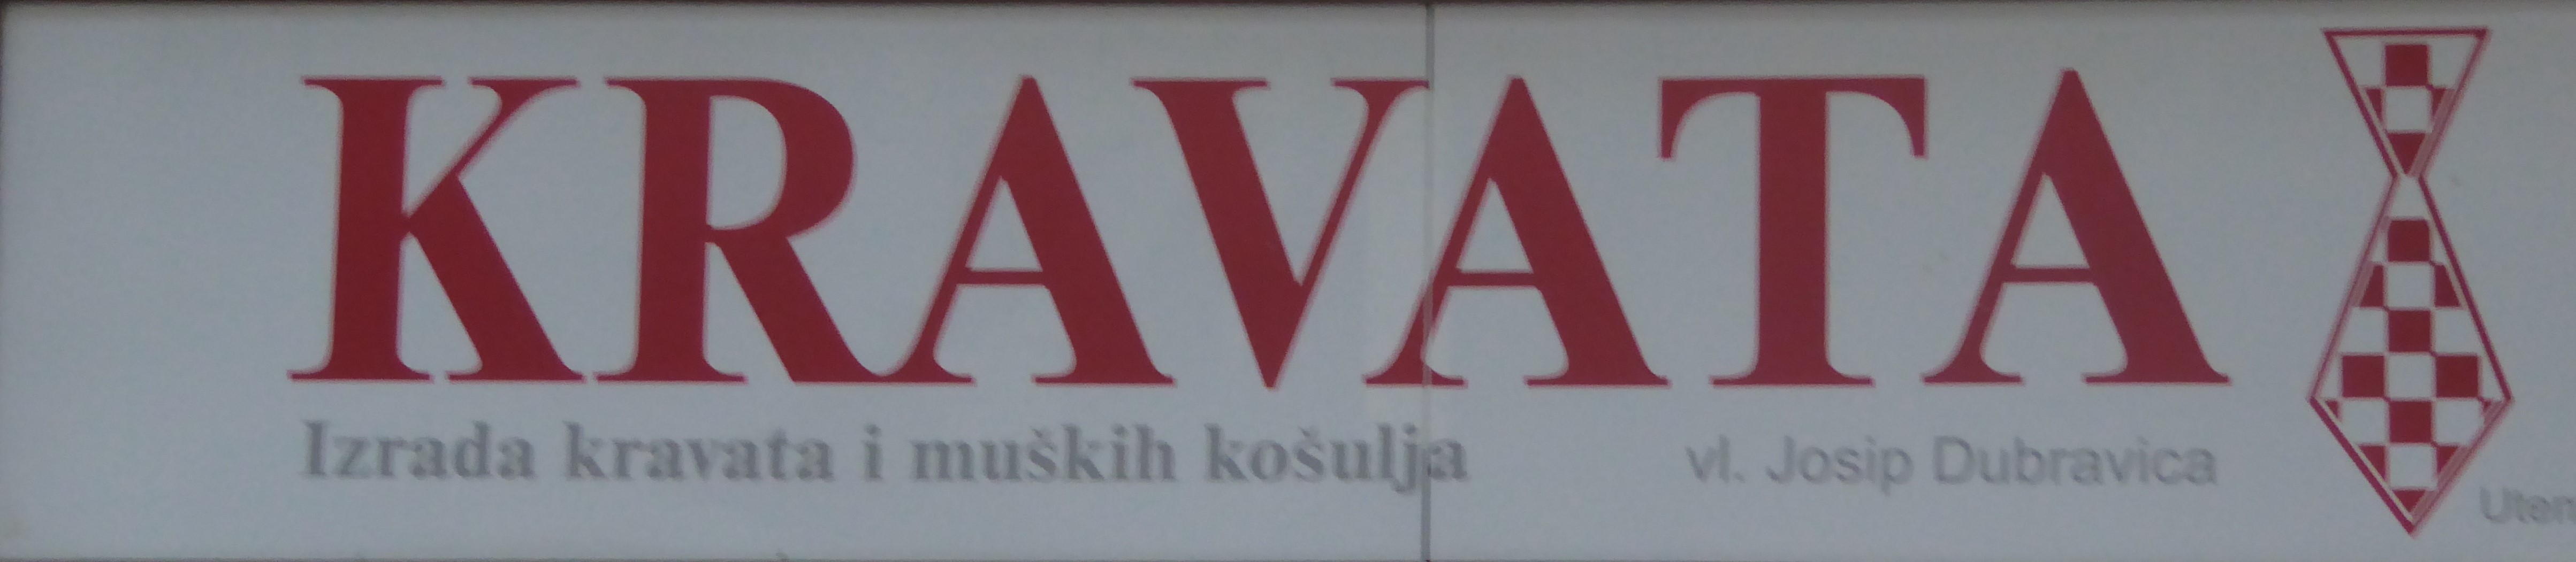 KRAVATA
Izrada kravata i muških košulja
vl. Josip Dubravica